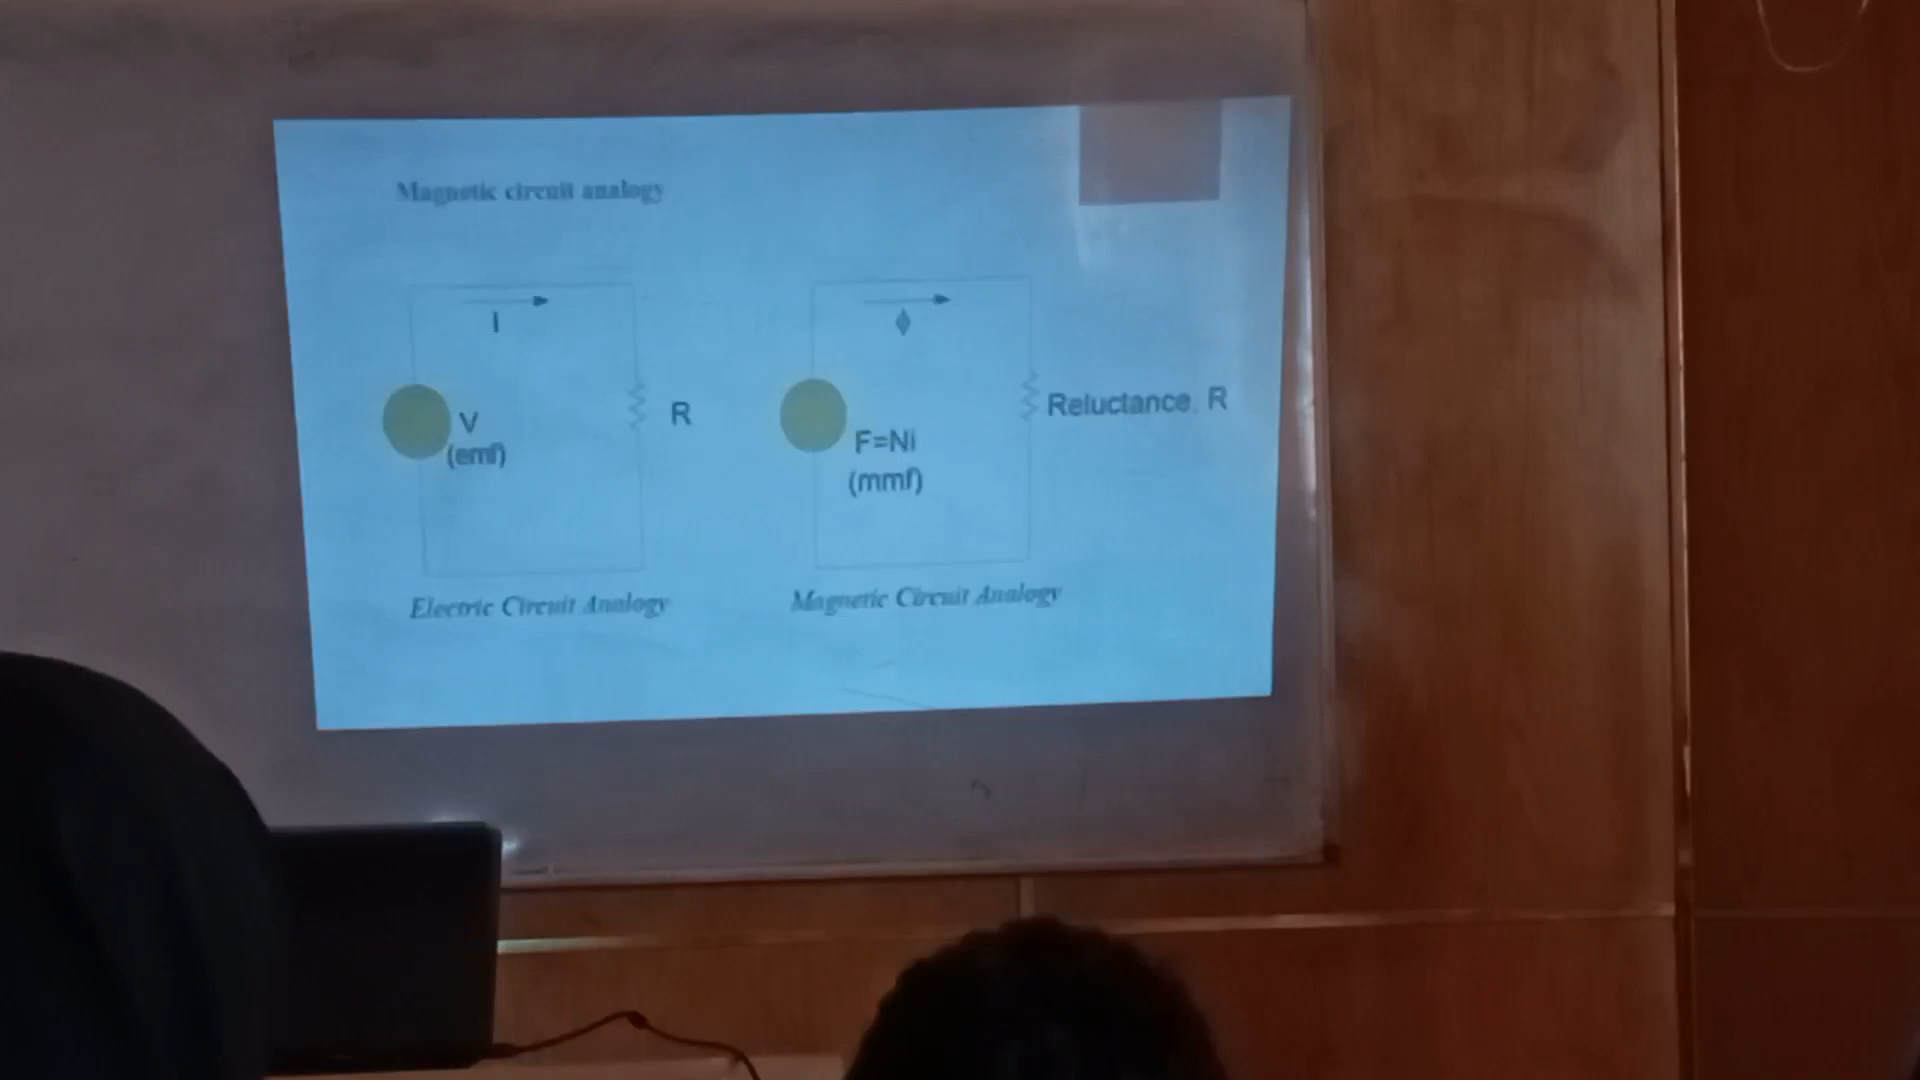 Magnetic circuit analogy
I
V
(emf)
R
ϕ
F=Ni
(mmf)
Reluctance, R
Electric Circuit Analogy
Magnetic Circuit Analogy